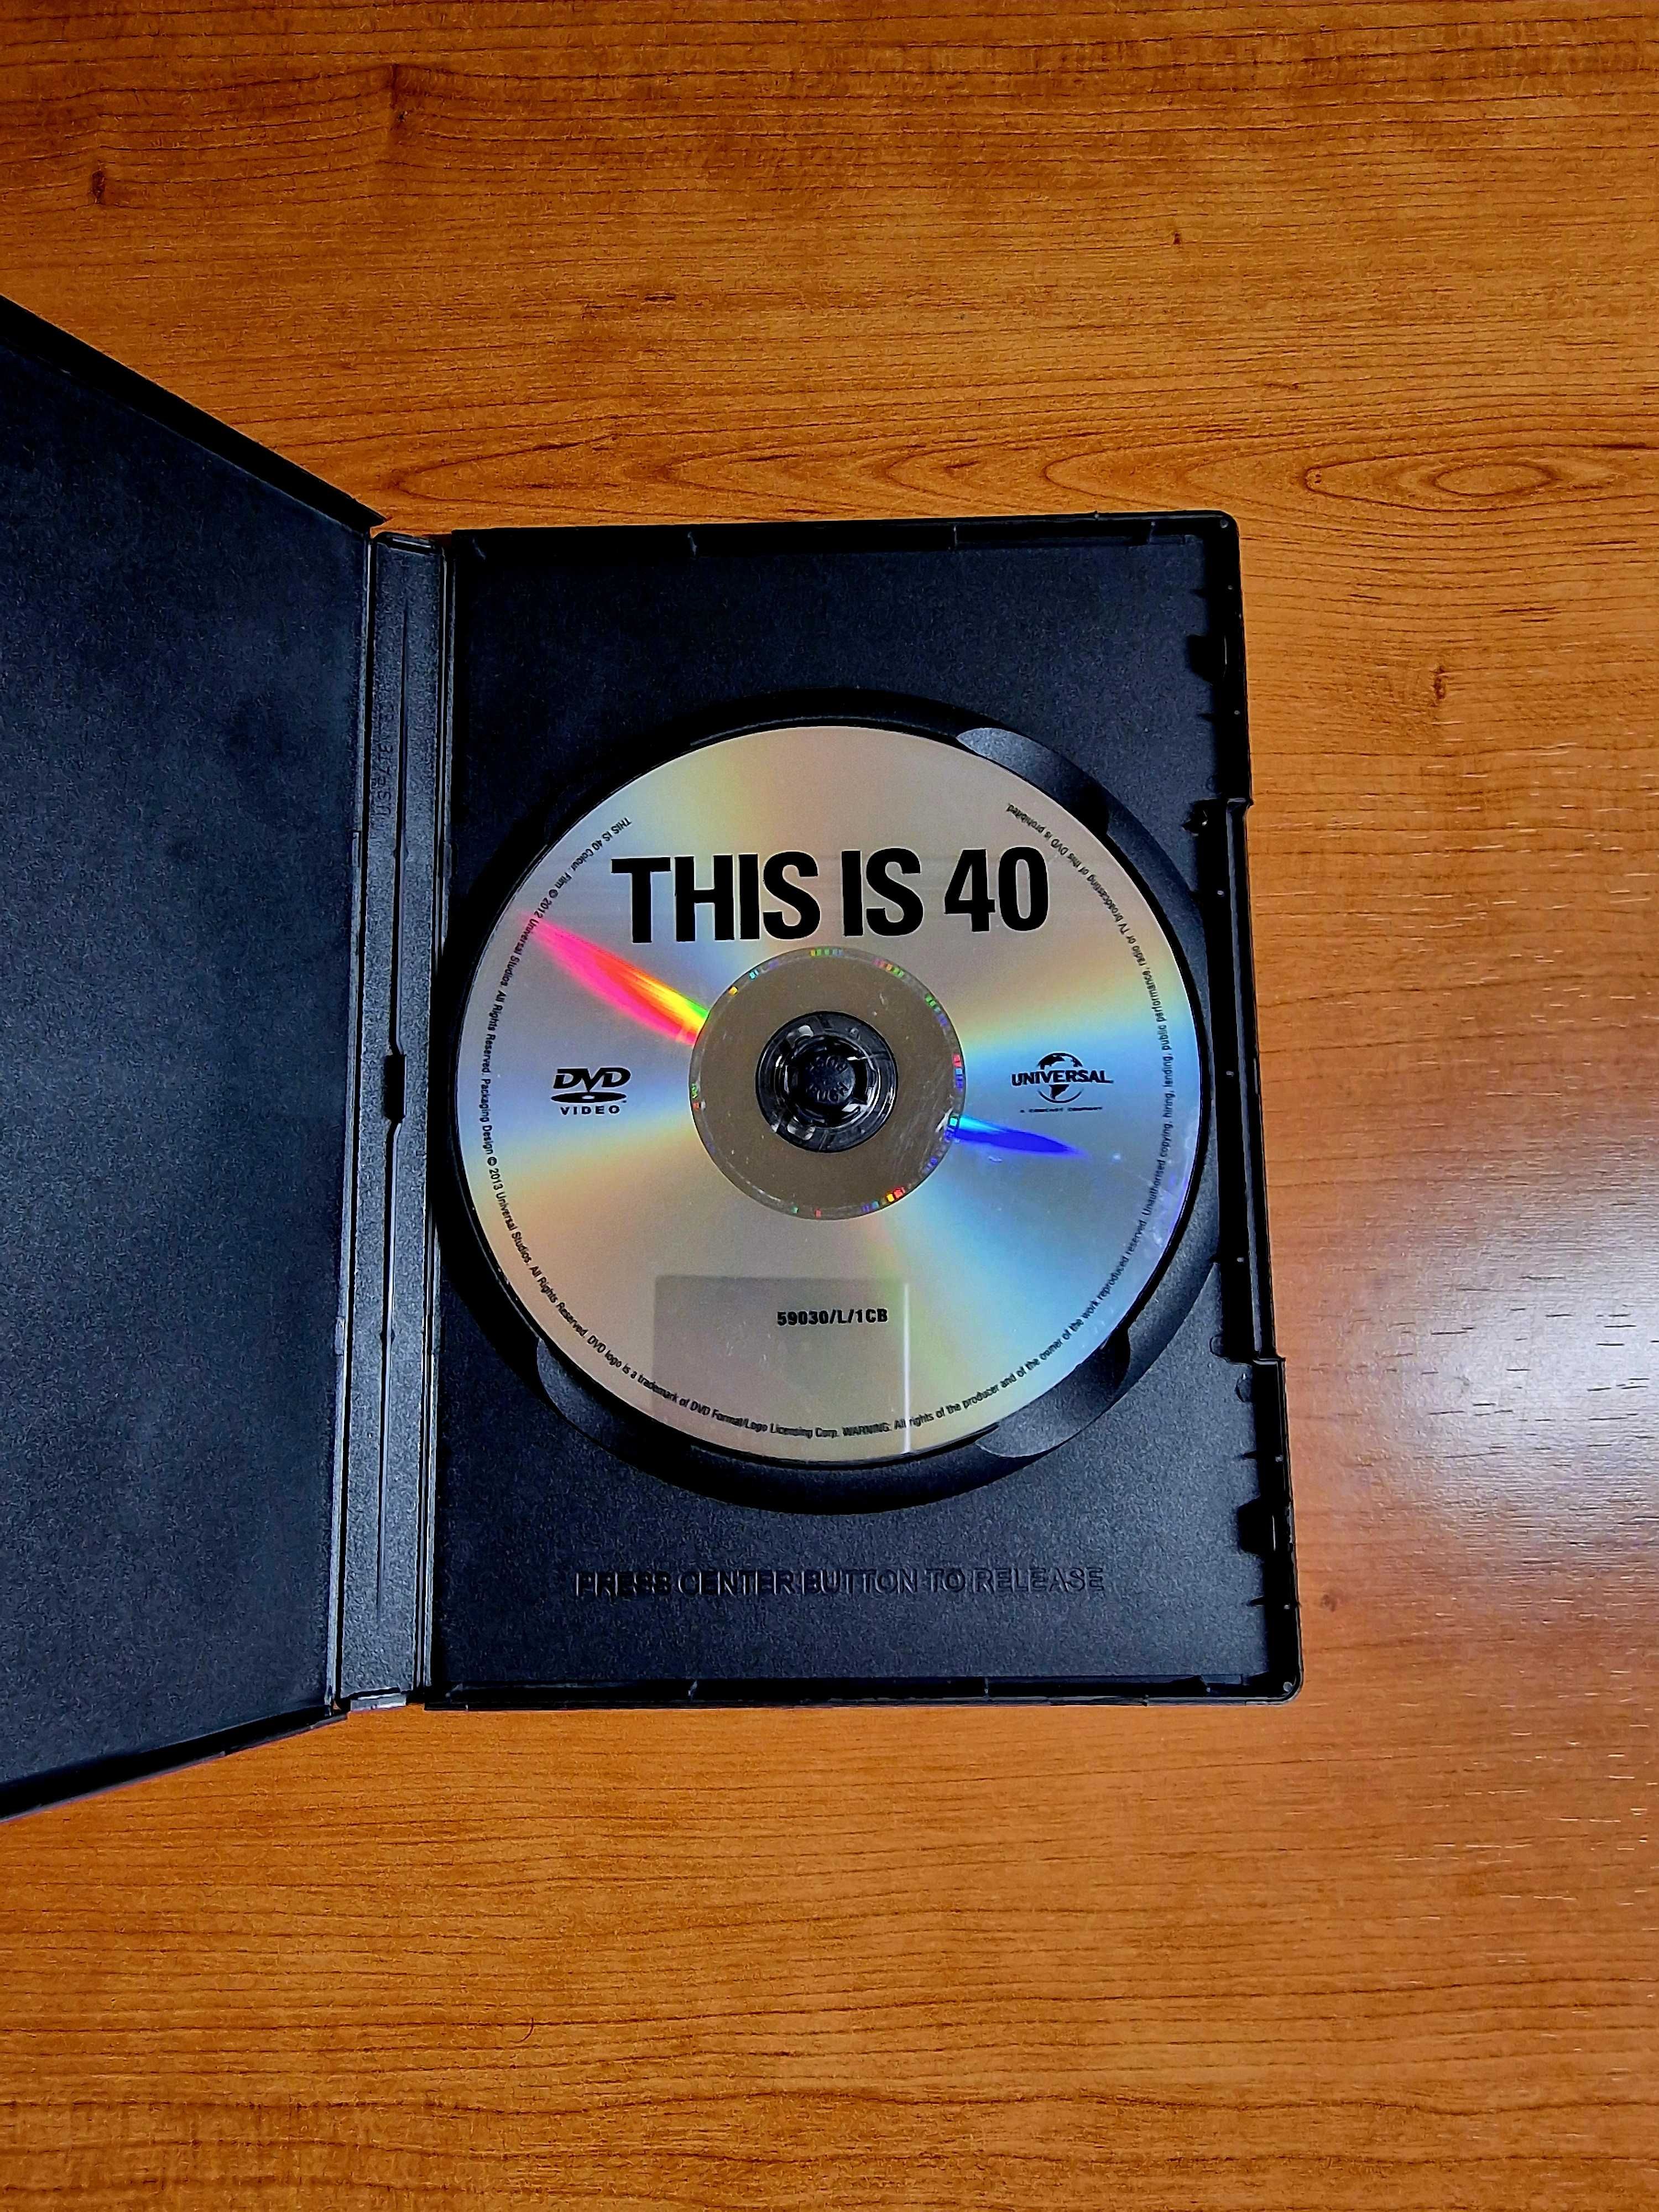 THIS IS 40
DVD
VIDEO
UNIVERSAL
A COMCAST COMPANY
59030/L/1CB
THIS IS 40 Colour. Film © 2012 Universal Studios. All Rights Reserved. Packaging Design © 2013 Universal Studios. All Rights Reserved. DVD logo is a trademark of DVD Format/Logo Licensing Corp. WARNING: All rights of the producer and of the owner of the work reproduced reserved. Unauthorised copying, hiring, lending, public performance, radio or TV broadcasting of this DVD is prohibited.
PRESS CENTER BUTTON TO RELEASE